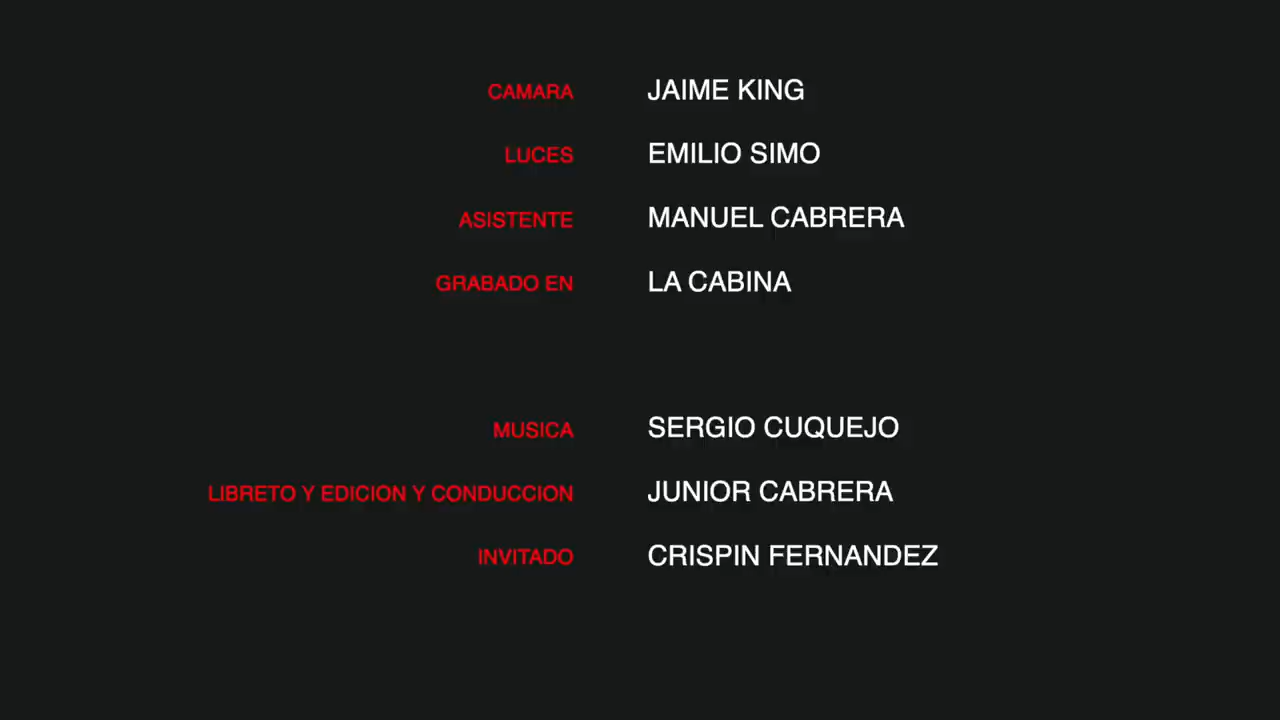 CAMARA JAIME KING
LUCES EMILIO SIMO
ASISTENTE MANUEL CABRERA
GRABADO EN LA CABINA
MUSICA SERGIO CUQUEJO
LIBRETO Y EDICION Y CONDUCCION JUNIOR CABRERA
INVITADO CRISPIN FERNANDEZ